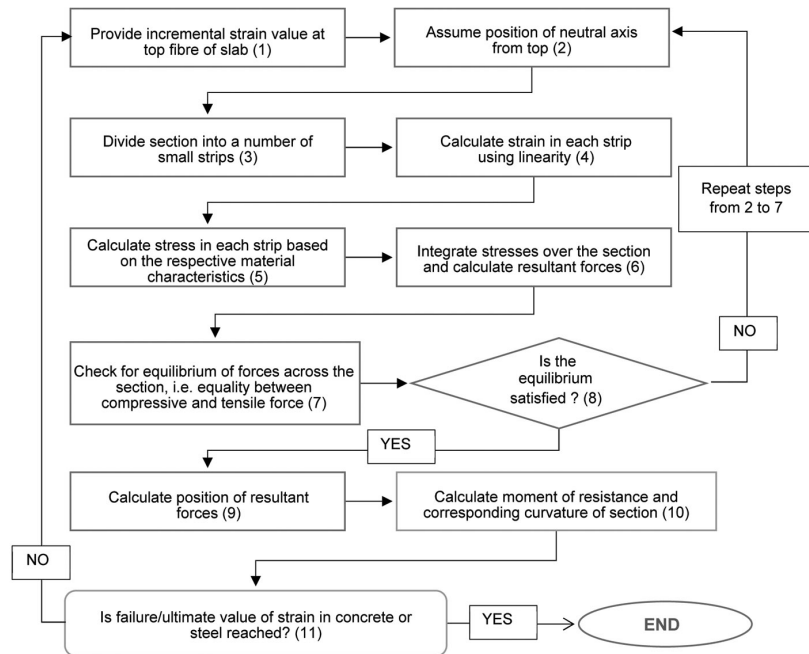 Provide incremental strain value at
top fibre of slab (1)
Assume position of neutral axis
from top (2)
Divide section into a number of
small strips (3)
Calculate strain in each strip
using linearity (4)
Repeat steps
from 2 to 7
Calculate stress in each strip based
on the respective material
characteristics (5)
Integrate stresses over the section
and calculate resultant forces (6)
NO
Check for equilibrium of forces across the
section, i.e. equality between
compressive and tensile force (7)
Is the
equilibrium
satisfied ? (8)
YES
Calculate position of resultant
forces (9)
Calculate moment of resistance and
corresponding curvature of section (10)
NO
Is failure/ultimate value of strain in concrete or
steel reached? (11)
YES
END